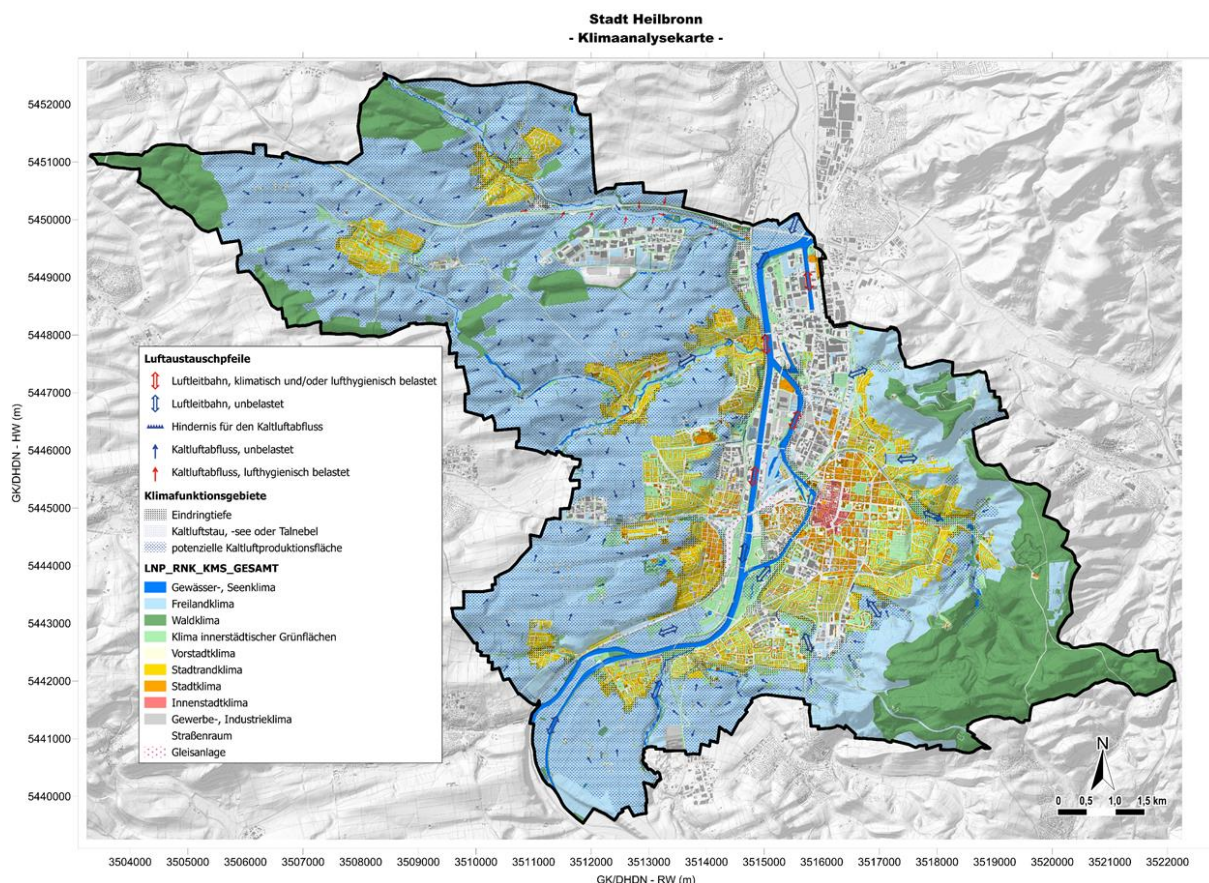 Stadt Heilbronn
- Klimaanalysekarte -
GK/DHDN - HW (m)
5452000
5451000
5450000
5449000
5448000
5447000
5446000
5445000
5444000
5443000
5442000
5441000
5440000
Luftaustauschpfeile
Luftleitbahn, klimatisch und/oder lufthygienisch belastet
Luftleitbahn, unbelastet
Hindernis für den Kaltluftabfluss
Kaltluftabfluss, unbelastet
Kaltluftabfluss, lufthygienisch belastet
Klimafunktionsgebiete
Eindringtiefe
Kaltluftstau, -see oder Talnebel
potenzielle Kaltluftproduktionsfläche
LNP_RNK_KMS_GESAMT
Gewässer-, Seenklima
Freilandklima
Waldklima
Klima innerstädtischer Grünflächen
Vorstadtklima
Stadtrandklima
Stadtklima
Innenstadtklima
Gewerbe-, Industrieklima
Straßenraum
Gleisanlage
N
0 0,5 1,0 1,5 km
3504000 3505000 3506000 3507000 3508000 3509000 3510000 3511000 3512000 3513000 3514000 3515000 3516000 3517000 3518000 3519000 3520000 3521000 3522000
GK/DHDN - RW (m)